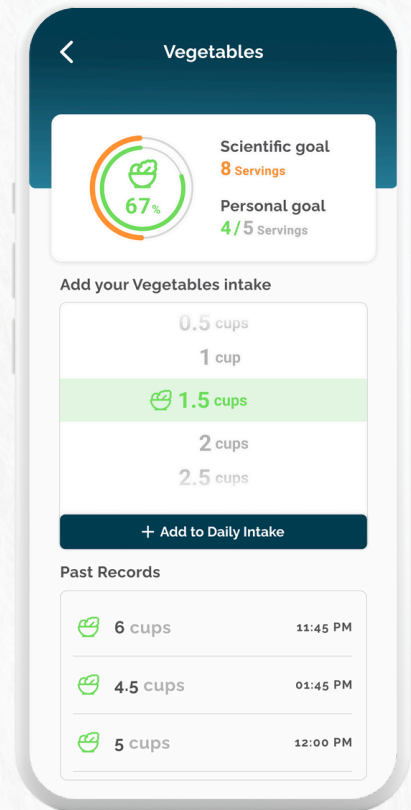 Vegetables
Scientific goal
8 Servings
67%
Personal goal
4/5 Servings
Add your Vegetables intake
0.5 cups
1 cup
1.5 cups
2 cups
2.5 cups
+ Add to Daily Intake
Past Records
6 cups 11:45 PM
4.5 cups 01:45 PM
5 cups 12:00 PM